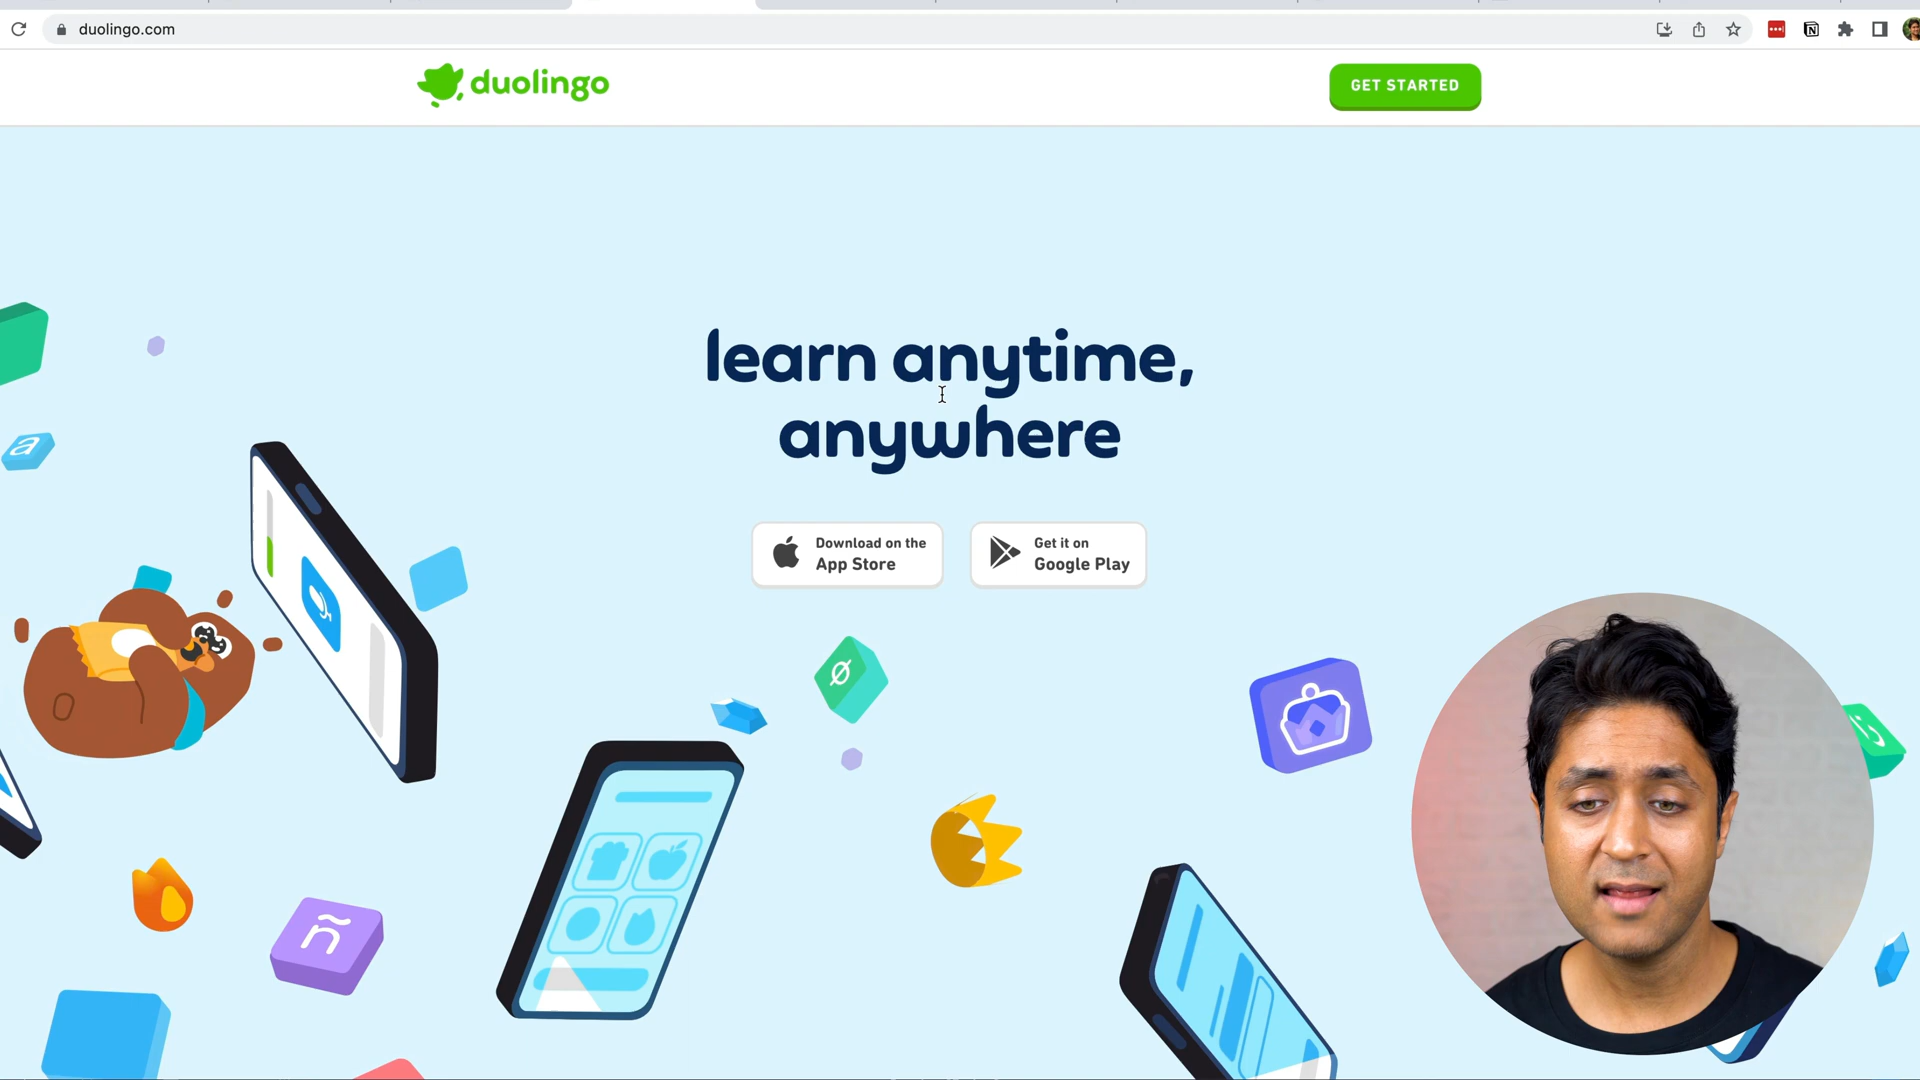 duolingo.com
duolingo
GET STARTED
learn anytime,
anywhere
Download on the
App Store
Get it on
Google Play
a
ø
ñ